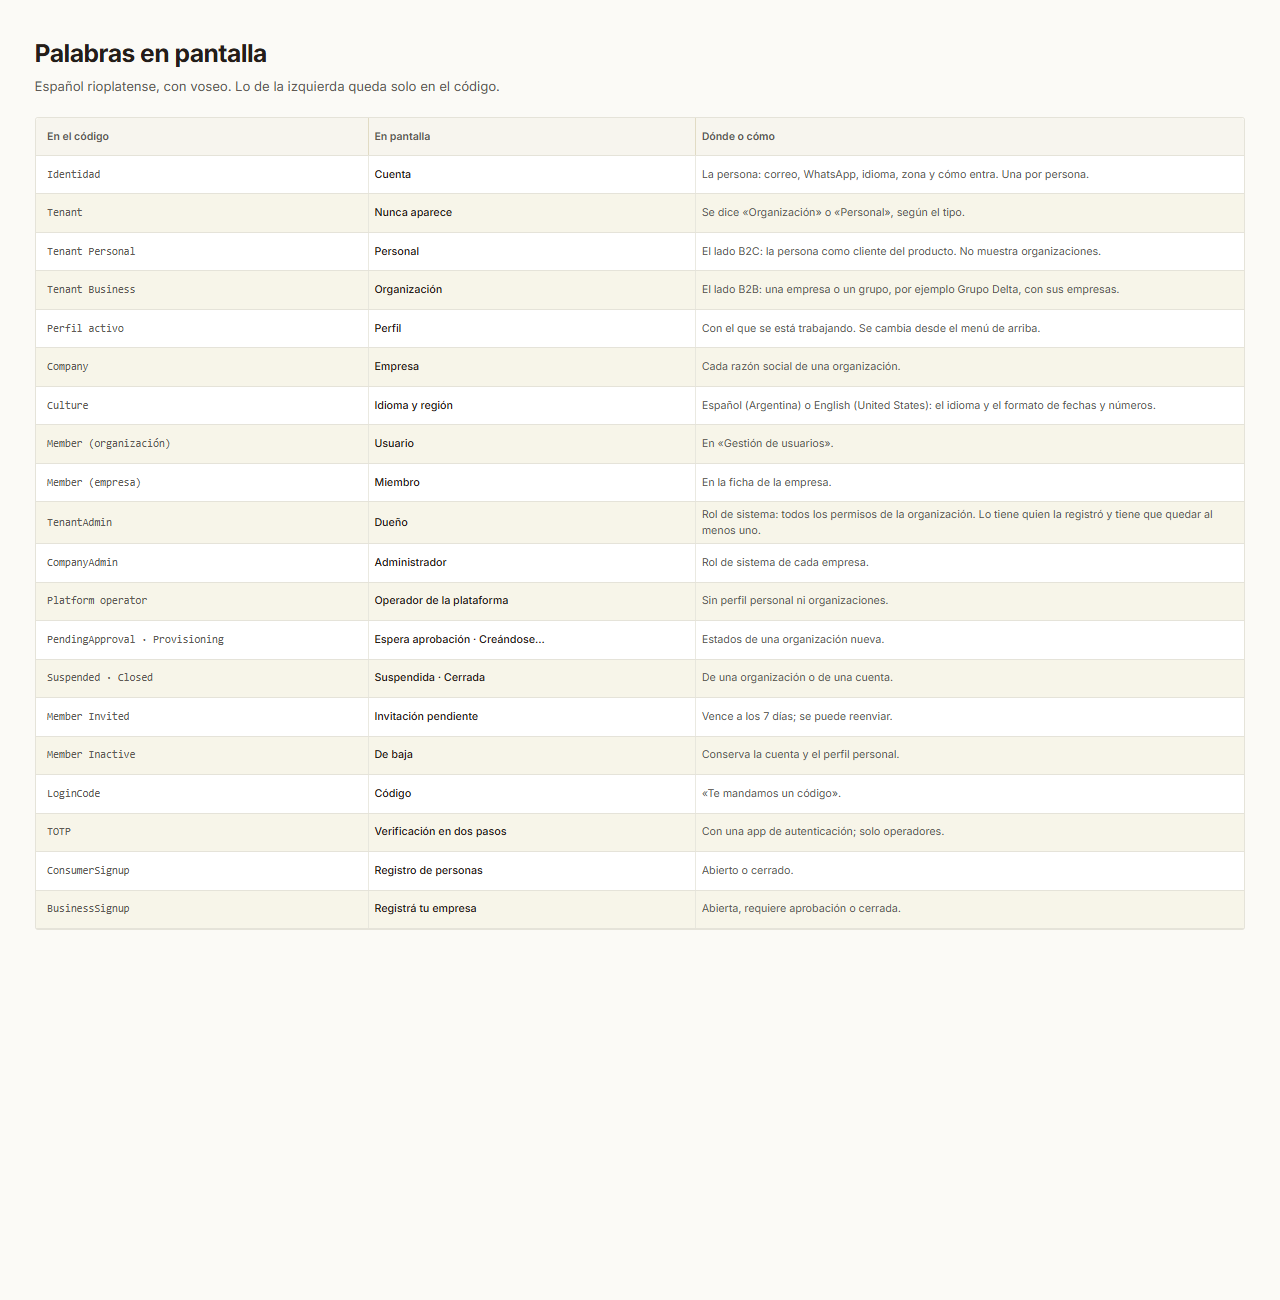 Palabras en pantalla
Español rioplatense, con voseo. Lo de la izquierda queda solo en el código.
En el código	En pantalla	Dónde o cómo
Identidad	Cuenta	La persona: correo, WhatsApp, idioma, zona y cómo entra. Una por persona.
Tenant	Nunca aparece	Se dice «Organización» o «Personal», según el tipo.
Tenant Personal	Personal	El lado B2C: la persona como cliente del producto. No muestra organizaciones.
Tenant Business	Organización	El lado B2B: una empresa o un grupo, por ejemplo Grupo Delta, con sus empresas.
Perfil activo	Perfil	Con el que se está trabajando. Se cambia desde el menú de arriba.
Company	Empresa	Cada razón social de una organización.
Culture	Idioma y región	Español (Argentina) o English (United States): el idioma y el formato de fechas y números.
Member (organización)	Usuario	En «Gestión de usuarios».
Member (empresa)	Miembro	En la ficha de la empresa.
TenantAdmin	Dueño	Rol de sistema: todos los permisos de la organización. Lo tiene quien la registró y tiene que quedar al
menos uno.
CompanyAdmin	Administrador	Rol de sistema de cada empresa.
Platform operator	Operador de la plataforma	Sin perfil personal ni organizaciones.
PendingApproval · Provisioning	Espera aprobación · Creándose…	Estados de una organización nueva.
Suspended · Closed	Suspendida · Cerrada	De una organización o de una cuenta.
Member Invited	Invitación pendiente	Vence a los 7 días; se puede reenviar.
Member Inactive	De baja	Conserva la cuenta y el perfil personal.
LoginCode	Código	«Te mandamos un código».
TOTP	Verificación en dos pasos	Con una app de autenticación; solo operadores.
ConsumerSignup	Registro de personas	Abierto o cerrado.
BusinessSignup	Registrá tu empresa	Abierta, requiere aprobación o cerrada.